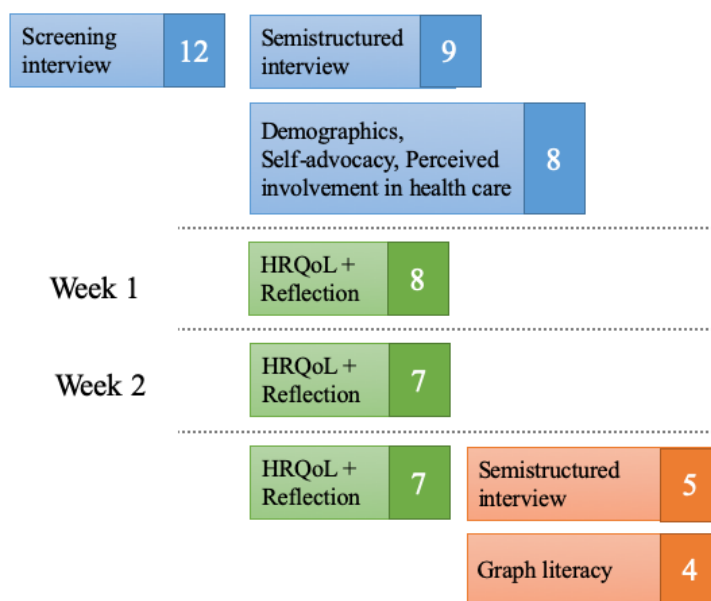 Screening
interview
12
Semistructured
interview
9
Demographics,
Self-advocacy, Perceived
involvement in health care
8
Week 1
HRQoL +
Reflection
8
Week 2
HRQoL +
Reflection
7
HRQoL +
Reflection
7
Semistructured
interview
5
Graph literacy
4